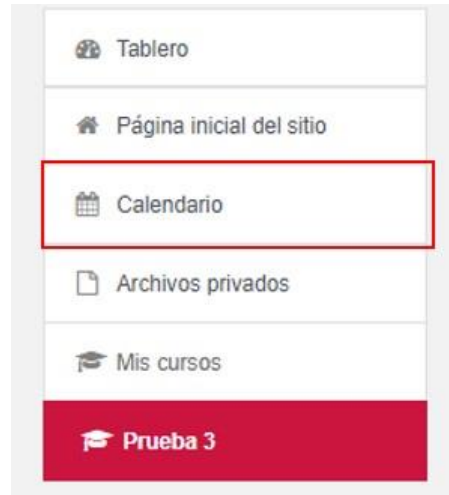 Tablero
Página inicial del sitio
Calendario
Archivos privados
Mis cursos
Prueba 3